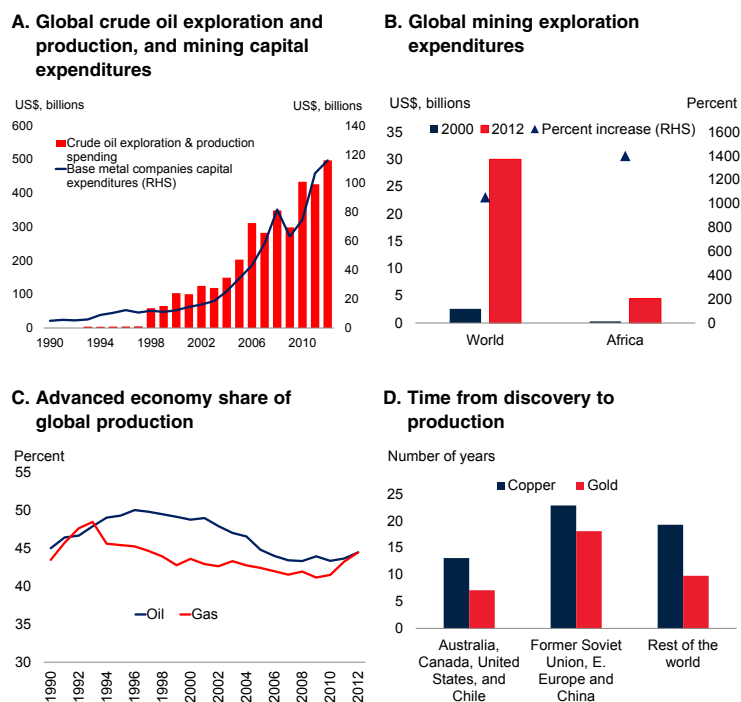 A. Global crude oil exploration and
production, and mining capital
expenditures
US$, billions
US$, billions
600
500
400
300
200
100
0
140
120
100
80
60
40
20
0
Crude oil exploration & production
spending
Base metal companies capital
expenditures (RHS)
1990 1994 1998 2002 2006 2010
B. Global mining exploration
expenditures
US$, billions
Percent
2000 2012 Percent increase (RHS)
35
30
25
20
15
10
5
0
1600
1400
1200
1000
800
600
400
200
0
World Africa
C. Advanced economy share of
global production
Percent
55
50
45
40
35
30
Oil Gas
1990 1992 1994 1996 1998 2000 2002 2004 2006 2008 2010 2012
D. Time from discovery to
production
Number of years
Copper Gold
25
20
15
10
5
0
Australia,
Canada, United
States, and
Chile
Former Soviet
Union, E.
Europe and
China
Rest of the
world